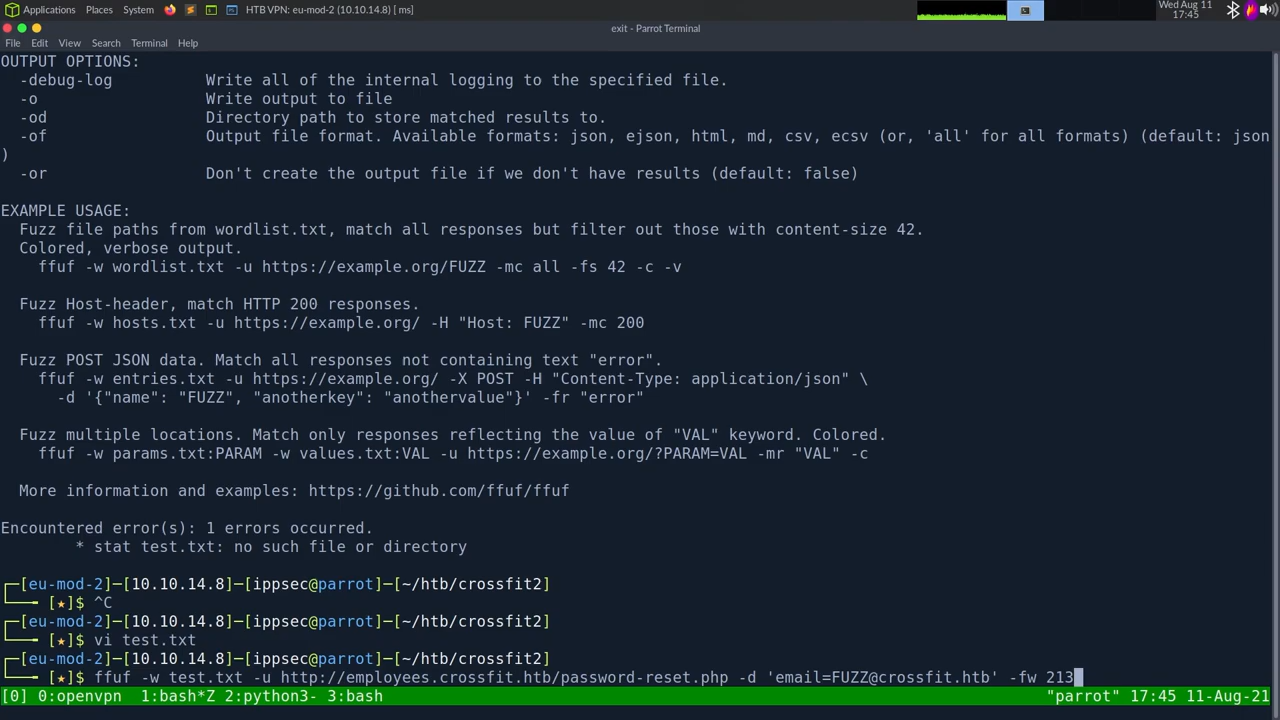 Applications Places System HTB VPN: eu-mod-2 (10.10.14.8) [ ms] Wed Aug 11
17:45
exit - Parrot Terminal
File Edit View Search Terminal Help
OUTPUT OPTIONS:
  -debug-log          Write all of the internal logging to the specified file.
  -o                  Write output to file
  -od                 Directory path to store matched results to.
  -of                 Output file format. Available formats: json, ejson, html, md, csv, ecsv (or, 'all' for all formats) (default: json
)
  -or                 Don't create the output file if we don't have results (default: false)
EXAMPLE USAGE:
  Fuzz file paths from wordlist.txt, match all responses but filter out those with content-size 42.
  Colored, verbose output.
    ffuf -w wordlist.txt -u https://example.org/FUZZ -mc all -fs 42 -c -v
  Fuzz Host-header, match HTTP 200 responses.
    ffuf -w hosts.txt -u https://example.org/ -H "Host: FUZZ" -mc 200
  Fuzz POST JSON data. Match all responses not containing text "error".
    ffuf -w entries.txt -u https://example.org/ -X POST -H "Content-Type: application/json" \
      -d '{"name": "FUZZ", "anotherkey": "anothervalue"}' -fr "error"
  Fuzz multiple locations. Match only responses reflecting the value of "VAL" keyword. Colored.
    ffuf -w params.txt:PARAM -w values.txt:VAL -u https://example.org/?PARAM=VAL -mr "VAL" -c
  More information and examples: https://github.com/ffuf/ffuf
Encountered error(s): 1 errors occurred.
        * stat test.txt: no such file or directory
┌─[eu-mod-2]─[10.10.14.8]─[ippsec@parrot]─[~/htb/crossfit2]
└──╼ [★]$ ^C
┌─[eu-mod-2]─[10.10.14.8]─[ippsec@parrot]─[~/htb/crossfit2]
└──╼ [★]$ vi test.txt
┌─[eu-mod-2]─[10.10.14.8]─[ippsec@parrot]─[~/htb/crossfit2]
└──╼ [★]$ ffuf -w test.txt -u http://employees.crossfit.htb/password-reset.php -d 'email=FUZZ@crossfit.htb' -fw 213
[0] 0:openvpn  1:bash*Z 2:python3- 3:bash "parrot" 17:45 11-Aug-21